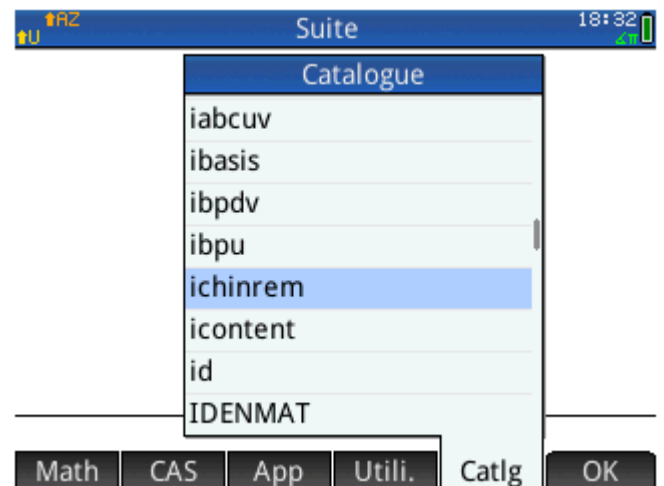 ↑AZ
↑U Suite 18:32
∠π
Catalogue
iabcuv
ibasis
ibpdv
ibpu
ichinrem
icontent
id
IDENMAT
Math CAS App Utili. Catlg OK